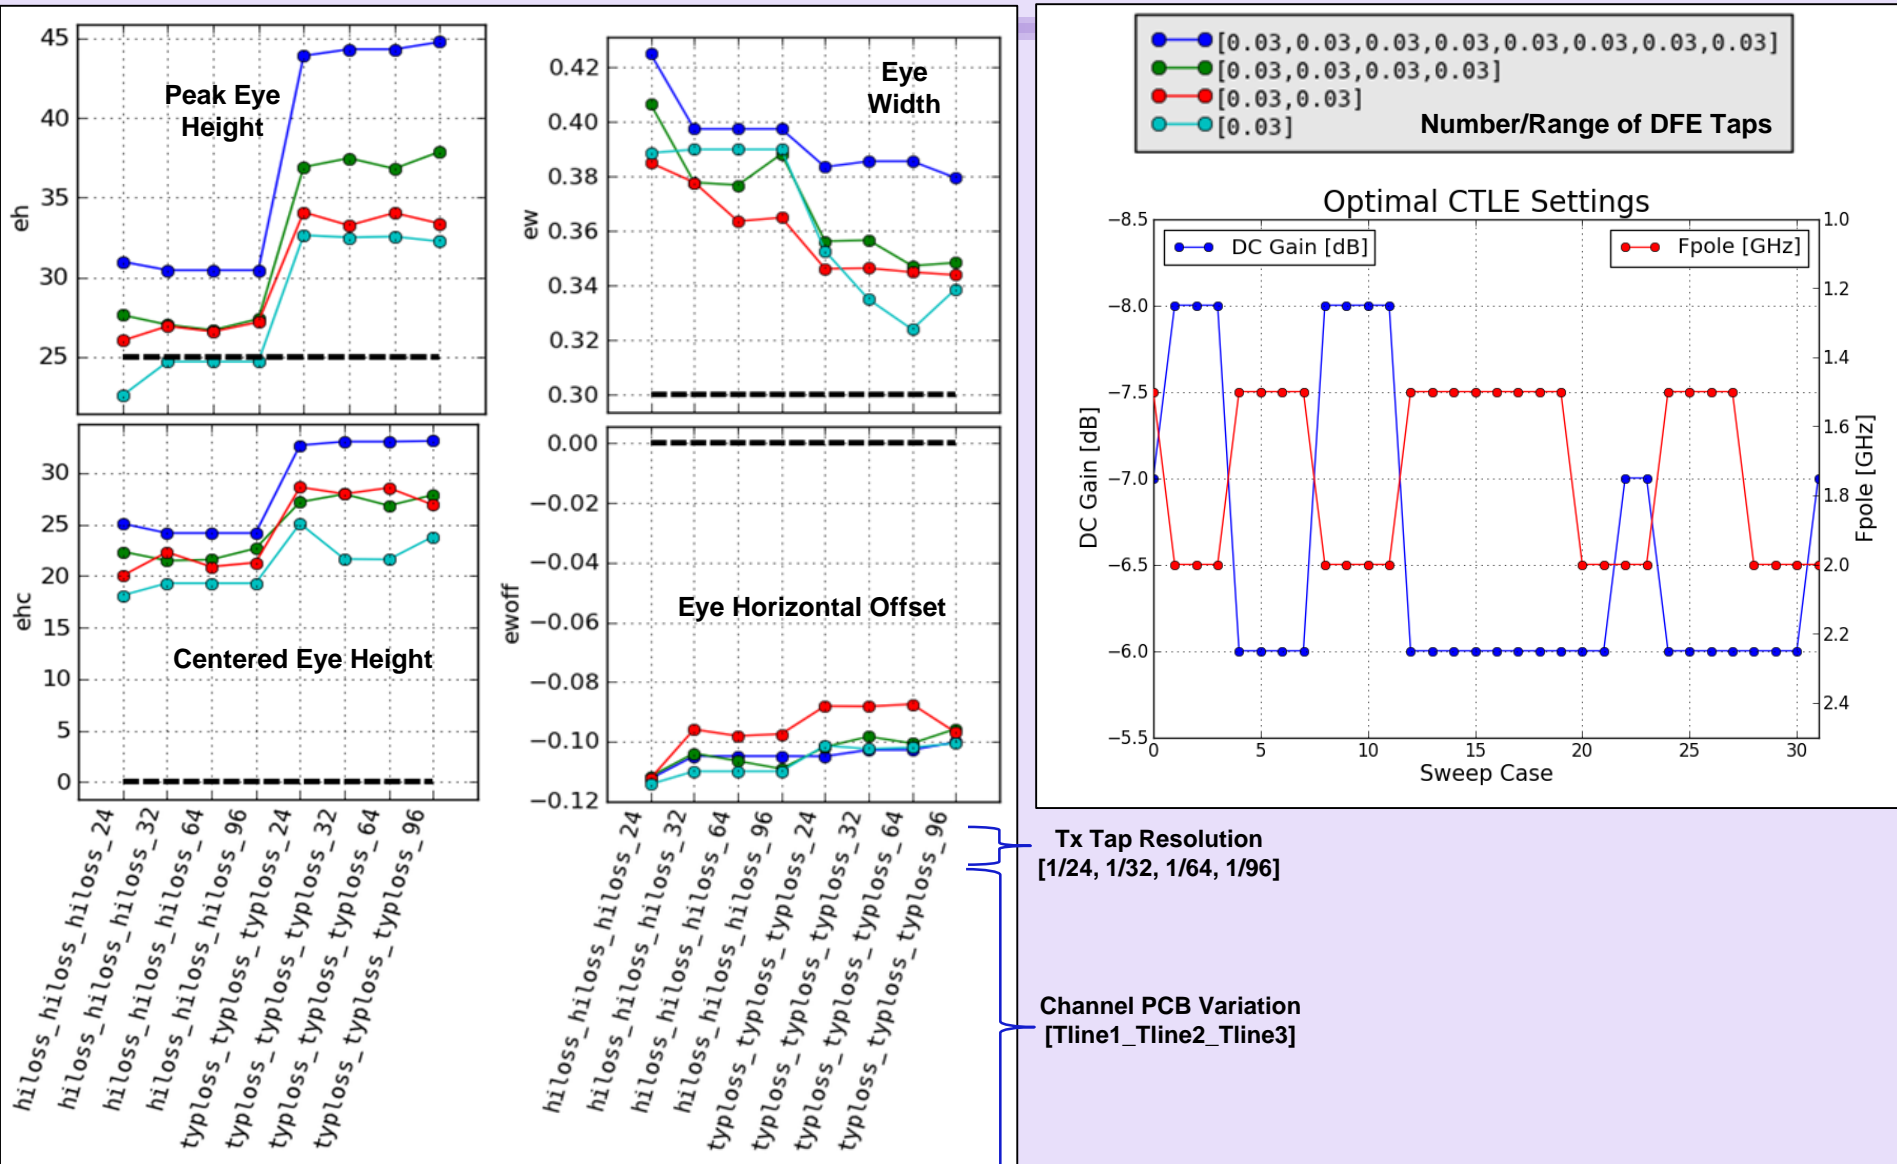 45
40
35
30
25
eh
Peak Eye
Height
0.42
0.40
0.38
0.36
0.34
0.32
0.30
ew
Eye
Width
30
25
20
15
10
5
0
ehc
Centered Eye Height
0.00
−0.02
−0.04
−0.06
−0.08
−0.10
−0.12
ewoff
Eye Horizontal Offset
hiloss_hiloss_hiloss_24
hiloss_hiloss_hiloss_32
hiloss_hiloss_hiloss_64
hiloss_hiloss_hiloss_96
typloss_typloss_typloss_24
typloss_typloss_typloss_32
typloss_typloss_typloss_64
typloss_typloss_typloss_96
hiloss_hiloss_hiloss_24
hiloss_hiloss_hiloss_32
hiloss_hiloss_hiloss_64
hiloss_hiloss_hiloss_96
typloss_typloss_typloss_24
typloss_typloss_typloss_32
typloss_typloss_typloss_64
typloss_typloss_typloss_96
[0.03,0.03,0.03,0.03,0.03,0.03,0.03,0.03]
[0.03,0.03,0.03,0.03]
[0.03,0.03]
[0.03]
Number/Range of DFE Taps
Optimal CTLE Settings
DC Gain [dB]
Fpole [GHz]
−8.5
−8.0
−7.5
−7.0
−6.5
−6.0
−5.5
DC Gain [dB]
1.0
1.2
1.4
1.6
1.8
2.0
2.2
2.4
Fpole [GHz]
0 5 10 15 20 25 30
Sweep Case
Tx Tap Resolution
[1/24, 1/32, 1/64, 1/96]
Channel PCB Variation
[Tline1_Tline2_Tline3]